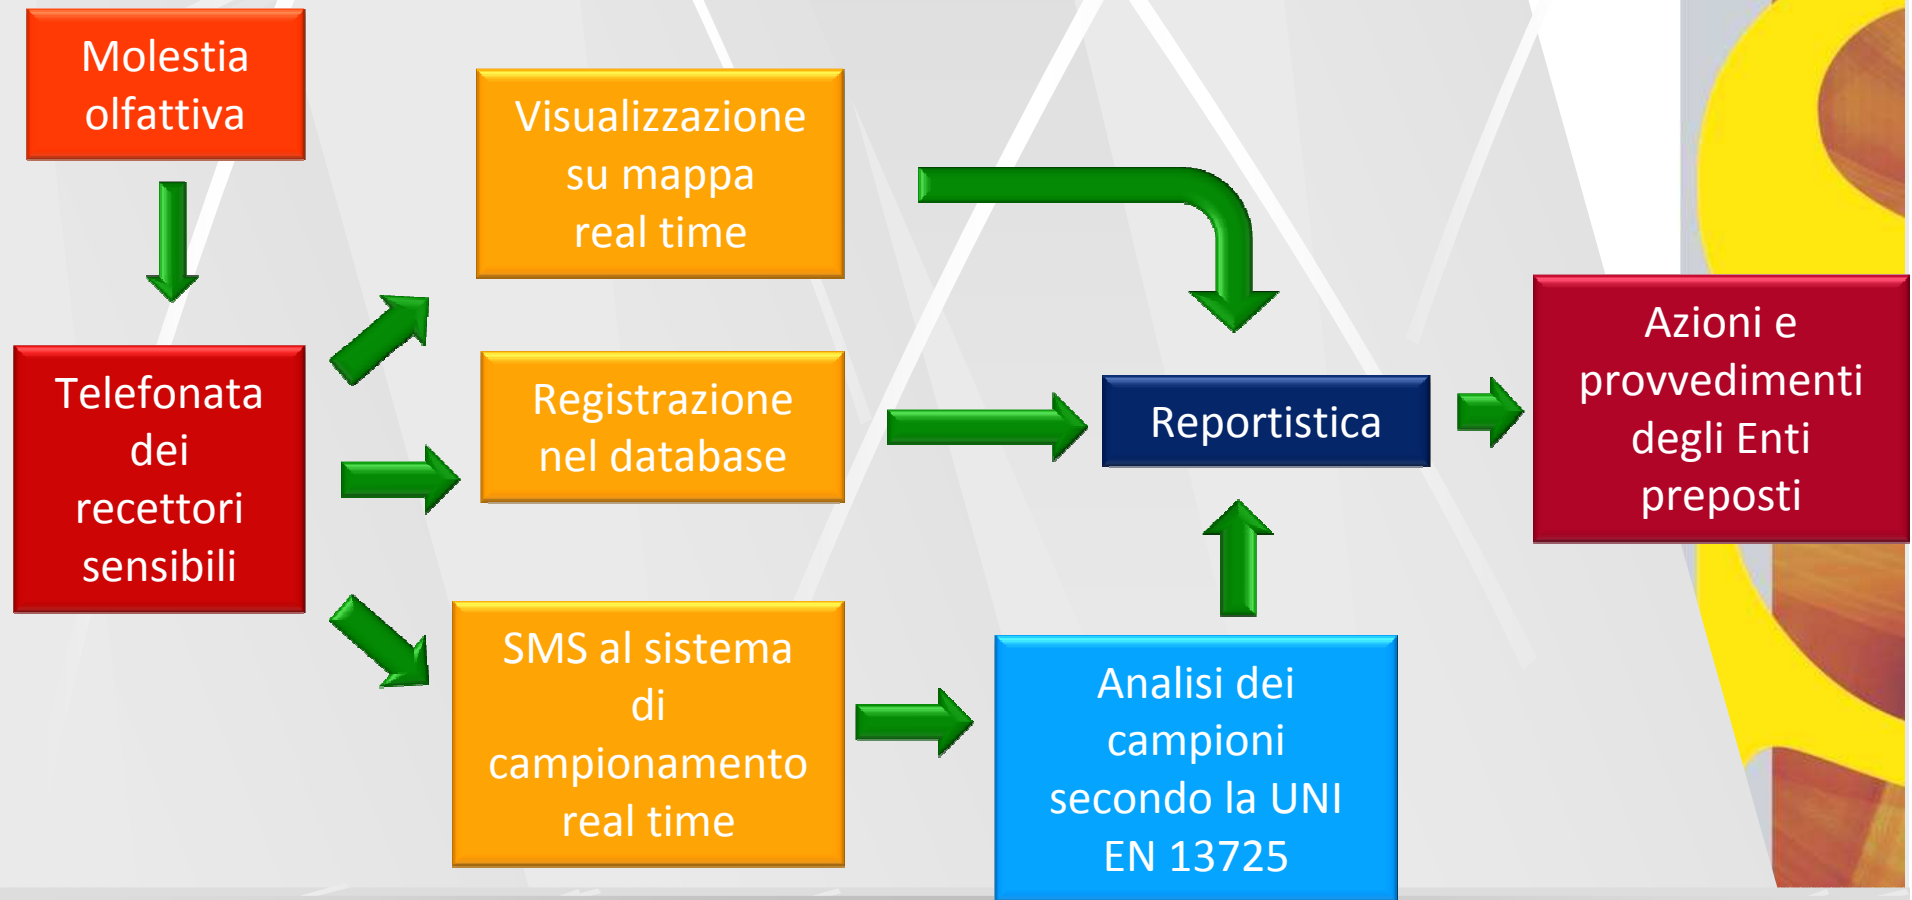 Molestia
olfattiva
Telefonata
dei
recettori
sensibili
Visualizzazione
su mappa
real time
Registrazione
nel database
SMS al sistema
di
campionamento
real time
Analisi dei
campioni
secondo la UNI
EN 13725
Reportistica
Azioni e
provvedimenti
degli Enti
preposti